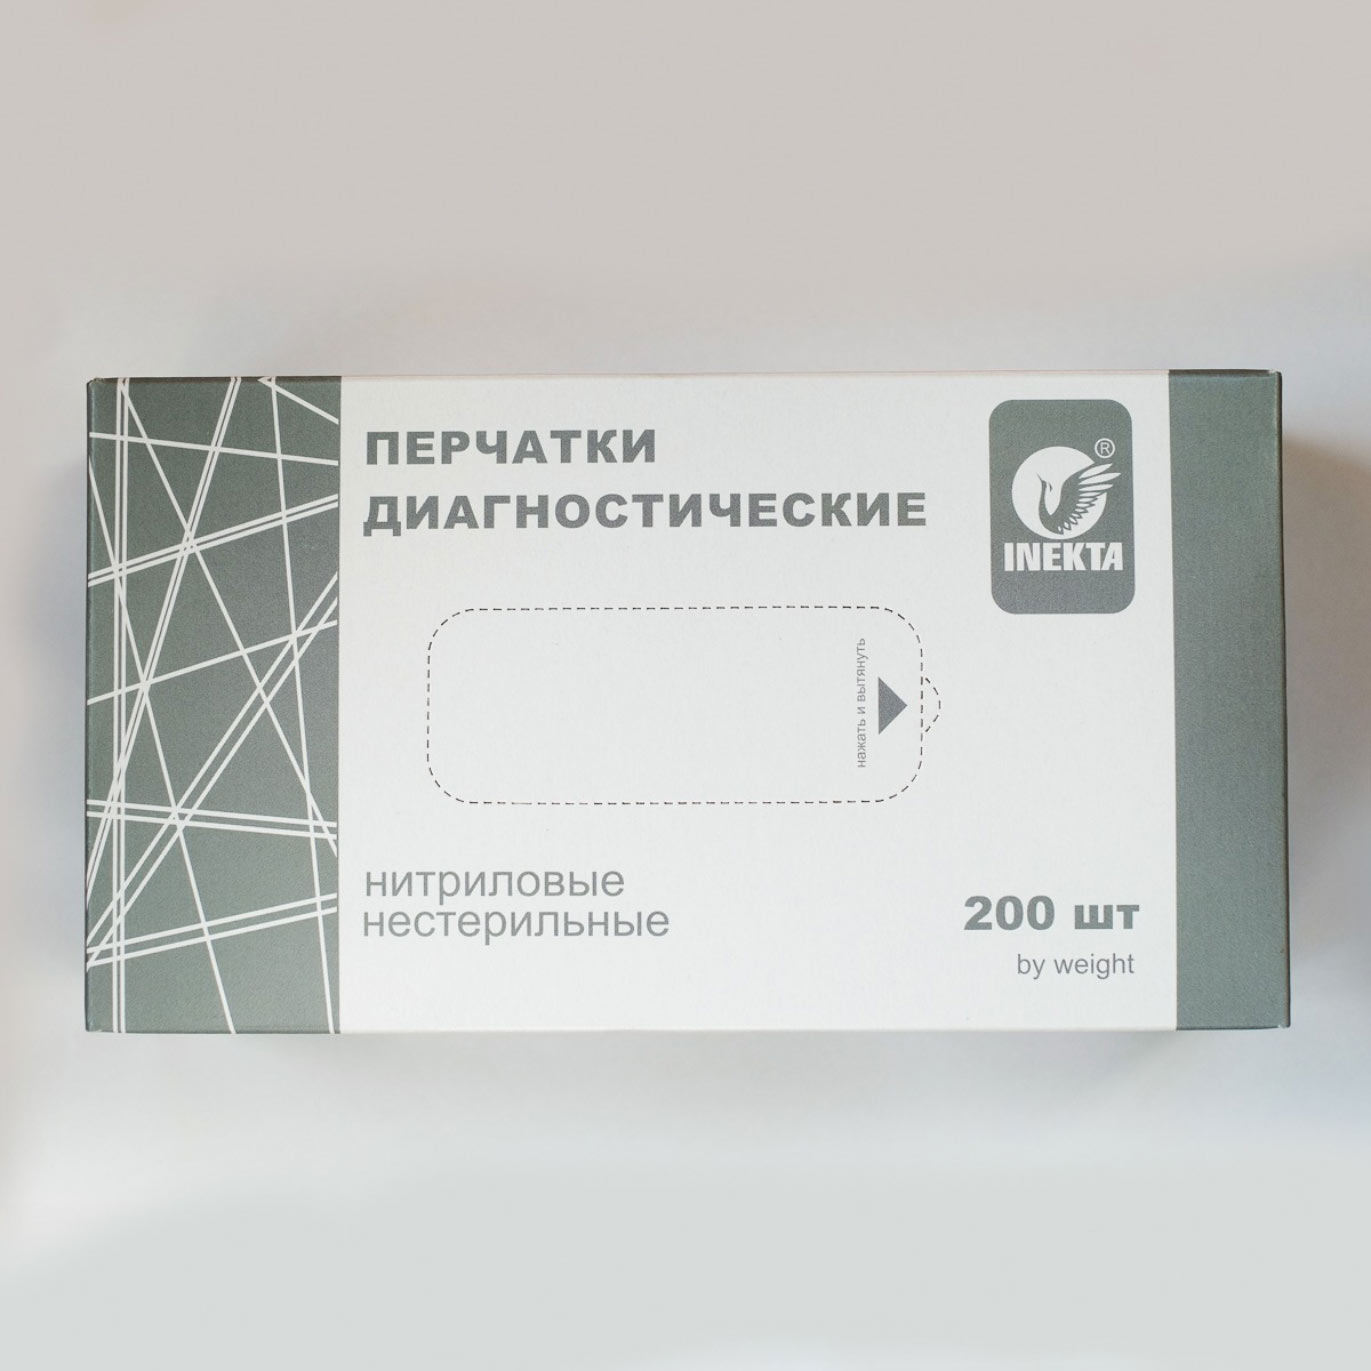 ПЕРЧАТКИ
ДИАГНОСТИЧЕСКИЕ
®
INEKTA
нажать и вытянуть
нитриловые
нестерильные
200 шт
by weight